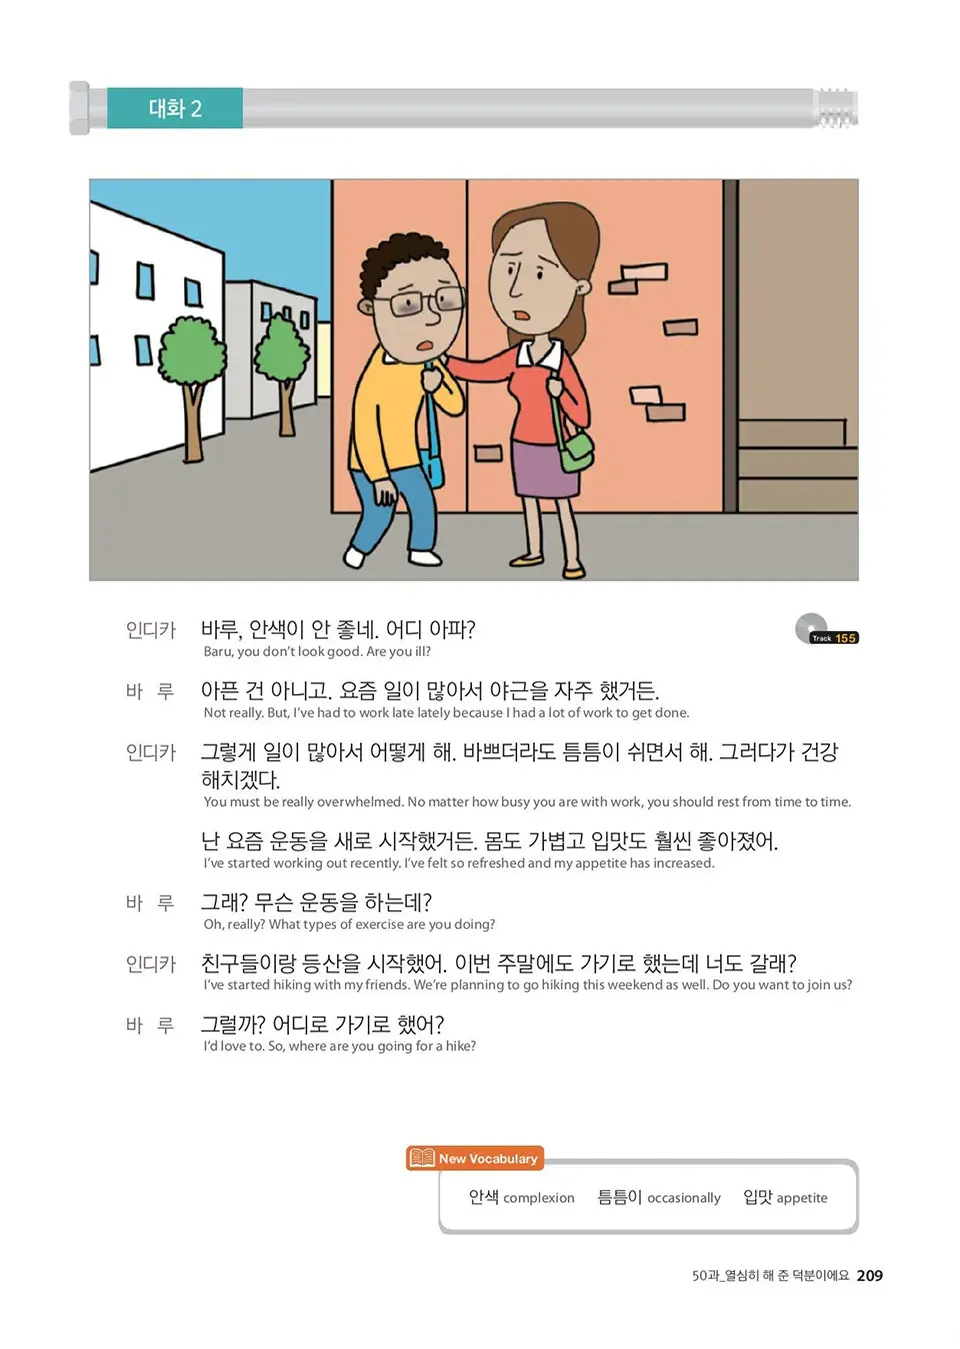 대화 2
인디카 바루, 안색이 안 좋네. 어디 아파?
Baru, you don't look good. Are you ill?
Track 155
바 루 아픈 건 아니고. 요즘 일이 많아서 야근을 자주 했거든.
Not really. But, I've had to work late lately because I had a lot of work to get done.
인디카 그렇게 일이 많아서 어떻게 해. 바쁘더라도 틈틈이 쉬면서 해. 그러다가 건강
해치겠다.
You must be really overwhelmed. No matter how busy you are with work, you should rest from time to time.
난 요즘 운동을 새로 시작했거든. 몸도 가볍고 입맛도 훨씬 좋아졌어.
I've started working out recently. I've felt so refreshed and my appetite has increased.
바 루 그래? 무슨 운동을 하는데?
Oh, really? What types of exercise are you doing?
인디카 친구들이랑 등산을 시작했어. 이번 주말에도 가기로 했는데 너도 갈래?
I've started hiking with my friends. We're planning to go hiking this weekend as well. Do you want to join us?
바 루 그럴까? 어디로 가기로 했어?
I'd love to. So, where are you going for a hike?
New Vocabulary
안색 complexion 틈틈이 occasionally 입맛 appetite
50과_열심히 해 준 덕분이에요 209